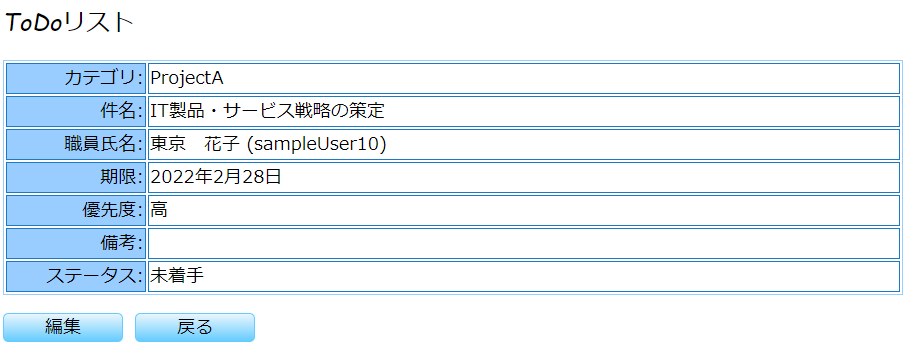 ToDoリスト
カテゴリ: ProjectA
件名: IT製品・サービス戦略の策定
職員氏名: 東京　花子 (sampleUser10)
期限: 2022年2月28日
優先度: 高
備考:
ステータス: 未着手
編集 戻る